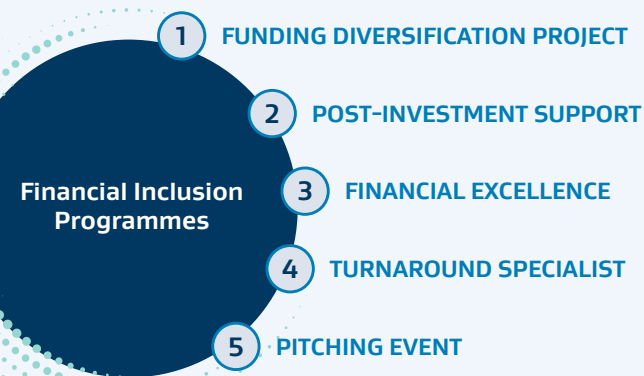 1 FUNDING DIVERSIFICATION PROJECT
2 POST-INVESTMENT SUPPORT
Financial Inclusion
Programmes
3 FINANCIAL EXCELLENCE
4 TURNAROUND SPECIALIST
5 PITCHING EVENT